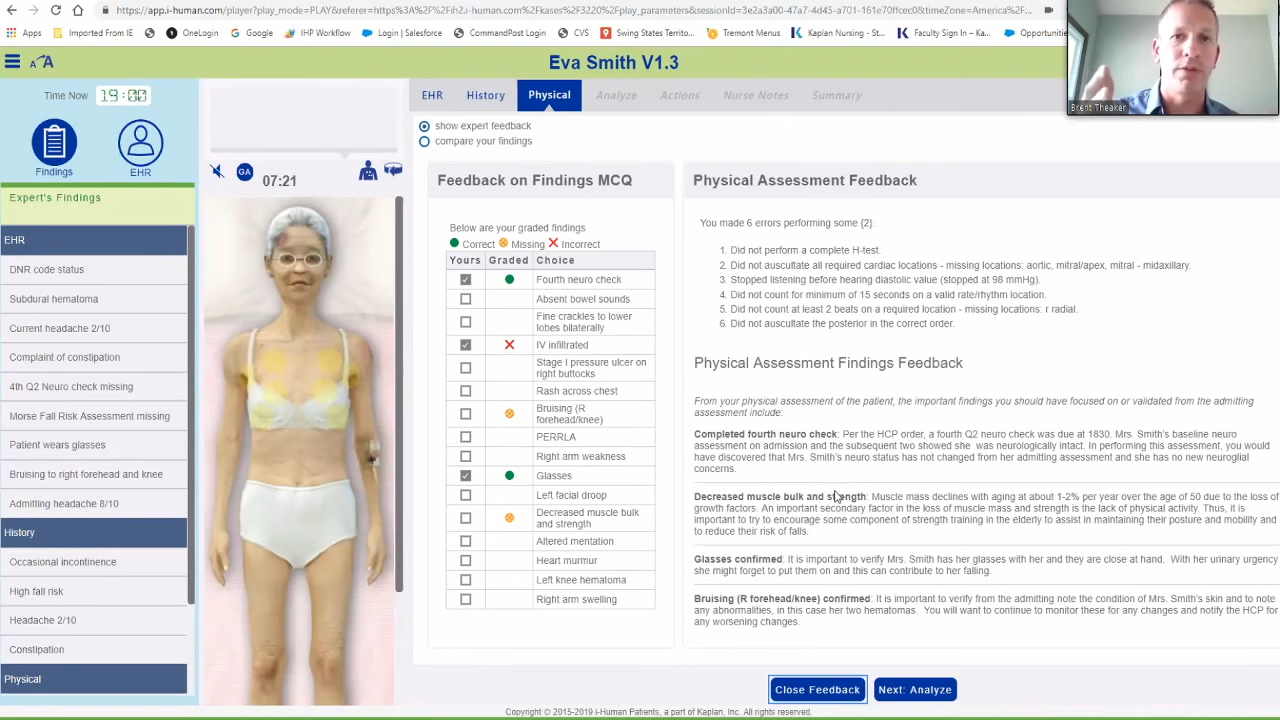 https://app.i-human.com/player?play_mode=PLAY&referer=https%3A%2F%2Fih2.i-human.com%2Fkases%2F3220%2Fplay_parameters&sessionId=3e2a3a00-47a7-4d45-a701-161e70ffcec0&timeZone=America%2F...
Apps
Imported From IE
OneLogin
Google
IHP Workflow
Login | Salesforce
CommandPost Login
CVS
Swing States Territo...
Tremont Menus
Kaplan Nursing - St...
Faculty Sign In – Ka...
Opportunities
Brent Theaker
AA
Eva Smith V1.3
Time Now 19:00
Findings
EHR
Expert's Findings
EHR
DNR code status
Subdural hematoma
Current headache 2/10
Complaint of constipation
4th Q2 Neuro check missing
Morse Fall Risk Assessment missing
Patient wears glasses
Bruising to right forehead and knee
Admitting headache 8/10
History
Occasional incontinence
High fall risk
Headache 2/10
Constipation
Physical
GA
07:21
EHR
History
Physical
Analyze
Actions
Nurse Notes
Summary
show expert feedback
compare your findings
Feedback on Findings MCQ
Below are your graded findings
Correct Missing Incorrect
Yours Graded Choice
Fourth neuro check
Absent bowel sounds
Fine crackles to lower
lobes bilaterally
IV infiltrated
Stage I pressure ulcer on
right buttocks
Rash across chest
Bruising (R
forehead/knee)
PERRLA
Right arm weakness
Glasses
Left facial droop
Decreased muscle bulk
and strength
Altered mentation
Heart murmur
Left knee hematoma
Right arm swelling
Physical Assessment Feedback
You made 6 errors performing some {2}:
1. Did not perform a complete H-test.
2. Did not auscultate all required cardiac locations - missing locations: aortic, mitral/apex, mitral - midaxillary.
3. Stopped listening before hearing diastolic value (stopped at 98 mmHg).
4. Did not count for minimum of 15 seconds on a valid rate/rhythm location.
5. Did not count at least 2 beats on a required location - missing locations: r radial.
6. Did not auscultate the posterior in the correct order.
Physical Assessment Findings Feedback
From your physical assessment of the patient, the important findings you should have focused on or validated from the admitting
assessment include:
Completed fourth neuro check: Per the HCP order, a fourth Q2 neuro check was due at 1830. Mrs. Smith's baseline neuro
assessment on admission and the subsequent two showed she was neurologically intact. In performing this assessment, you would
have discovered that Mrs. Smith's neuro status has not changed from her admitting assessment and she has no new neuroglial
concerns.
Decreased muscle bulk and strength: Muscle mass declines with aging at about 1-2% per year over the age of 50 due to the loss of
growth factors. An important secondary factor in the loss of muscle mass and strength is the lack of physical activity. Thus, it is
important to try to encourage some component of strength training in the elderly to assist in maintaining their posture and mobility and
to reduce their risk of falls.
Glasses confirmed: It is important to verify Mrs. Smith has her glasses with her and they are close at hand. With her urinary urgency
she might forget to put them on and this can contribute to her falling.
Bruising (R forehead/knee) confirmed: It is important to verify from the admitting note the condition of Mrs. Smith's skin and to note
any abnormalities, in this case her two hematomas. You will want to continue to monitor these for any changes and notify the HCP for
any worsening changes.
Close Feedback
Next: Analyze
Copyright © 2015-2019 i-Human Patients, a part of Kaplan, Inc. All rights reserved.